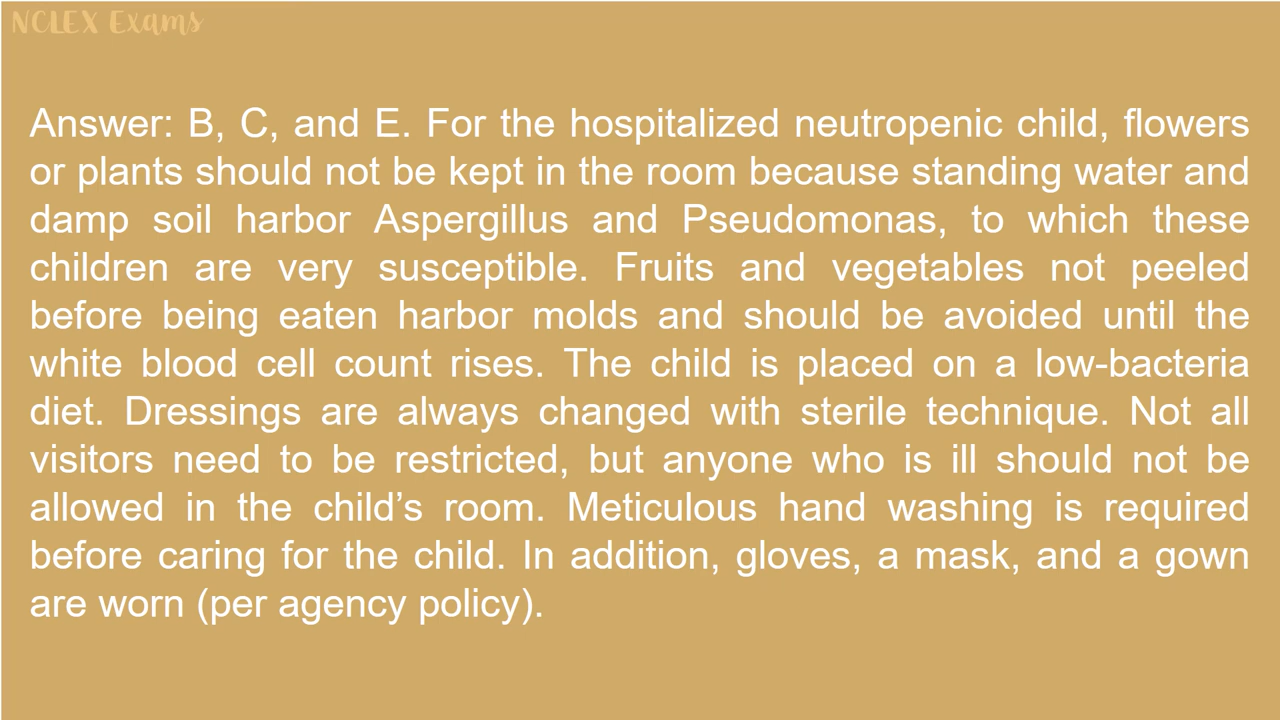 NCLEX Exams
Answer: B, C, and E. For the hospitalized neutropenic child, flowers
or plants should not be kept in the room because standing water and
damp soil harbor Aspergillus and Pseudomonas, to which these
children are very susceptible. Fruits and vegetables not peeled
before being eaten harbor molds and should be avoided until the
white blood cell count rises. The child is placed on a low-bacteria
diet. Dressings are always changed with sterile technique. Not all
visitors need to be restricted, but anyone who is ill should not be
allowed in the child’s room. Meticulous hand washing is required
before caring for the child. In addition, gloves, a mask, and a gown
are worn (per agency policy).